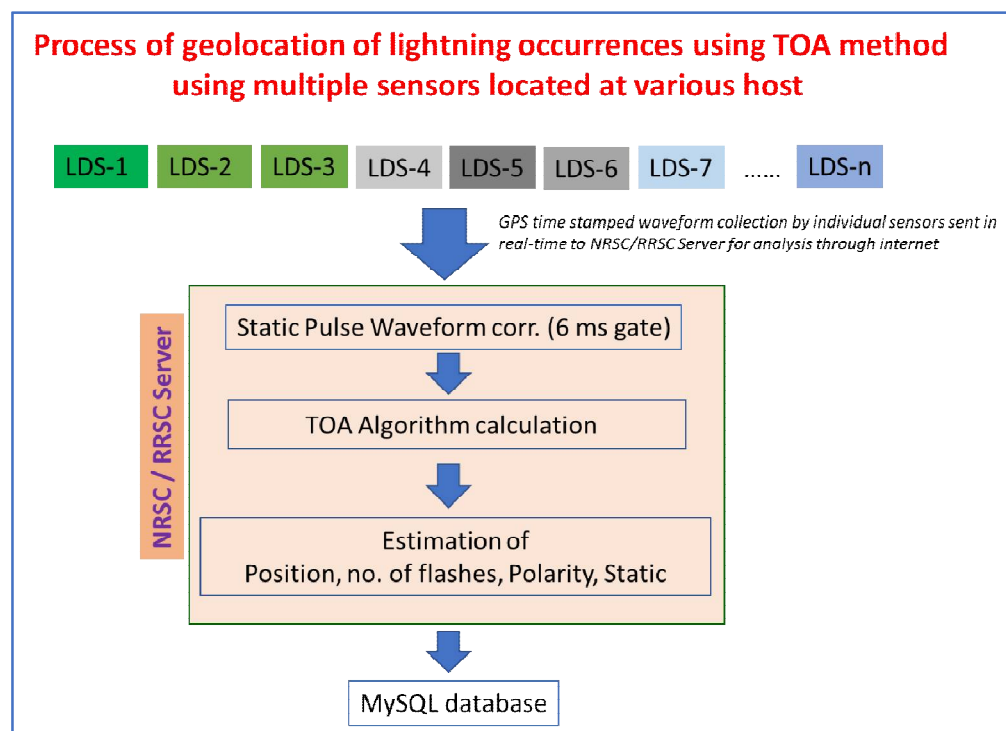 Process of geolocation of lightning occurrences using TOA method
using multiple sensors located at various host
LDS-1 LDS-2 LDS-3 LDS-4 LDS-5 LDS-6 LDS-7 ...... LDS-n
GPS time stamped waveform collection by individual sensors sent in
real-time to NRSC/RRSC Server for analysis through internet
NRSC / RRSC Server
Static Pulse Waveform corr. (6 ms gate)
TOA Algorithm calculation
Estimation of
Position, no. of flashes, Polarity, Static
MySQL database